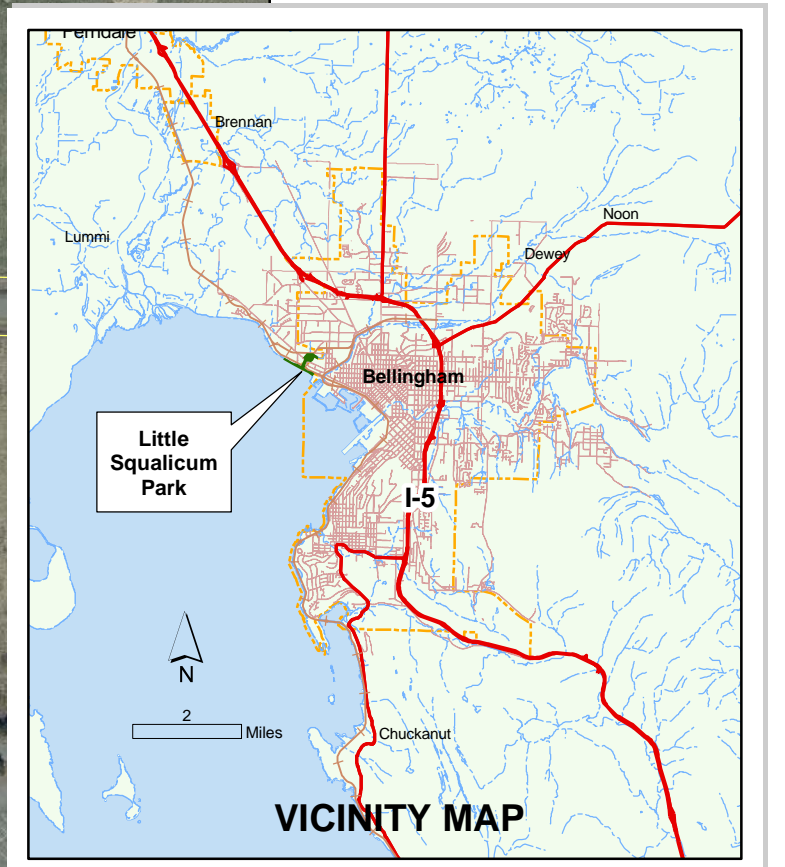 Ferndale
Brennan
Noon
Lummi
Dewey
Bellingham
Little
Squalicum
Park
I-5
N
2
Miles
Chuckanut
VICINITY MAP